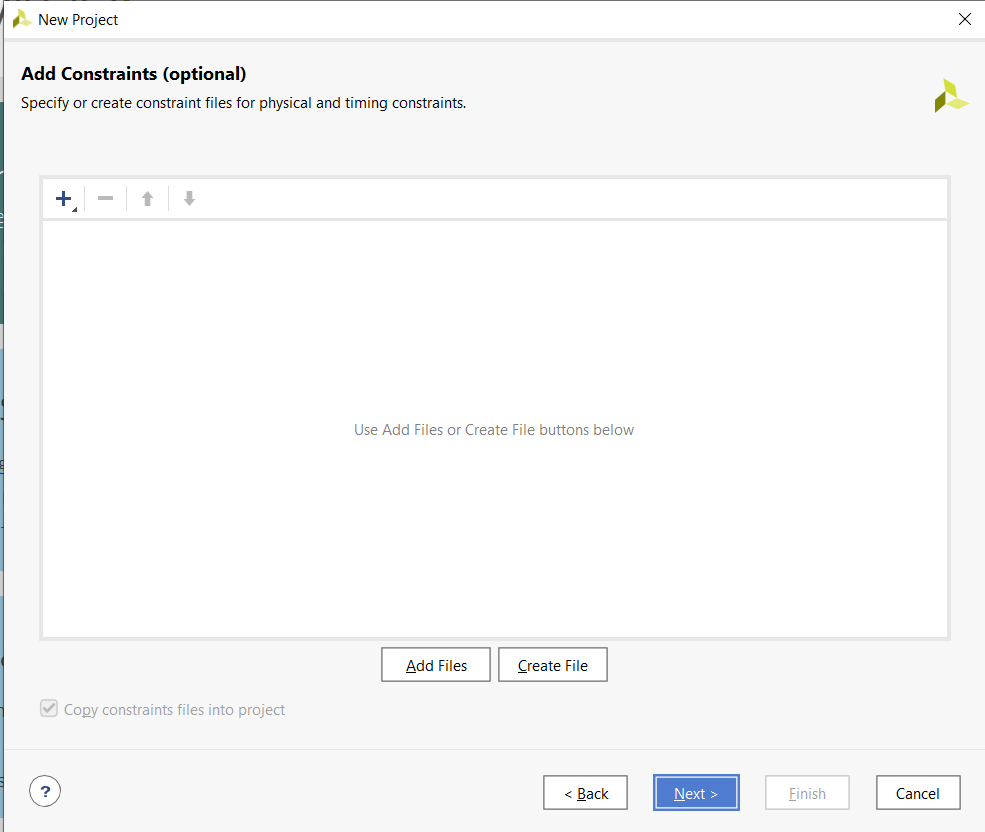 New Project
Add Constraints (optional)
Specify or create constraint files for physical and timing constraints.
Use Add Files or Create File buttons below
Add Files
Create File
Copy constraints files into project
?
< Back
Next >
Finish
Cancel